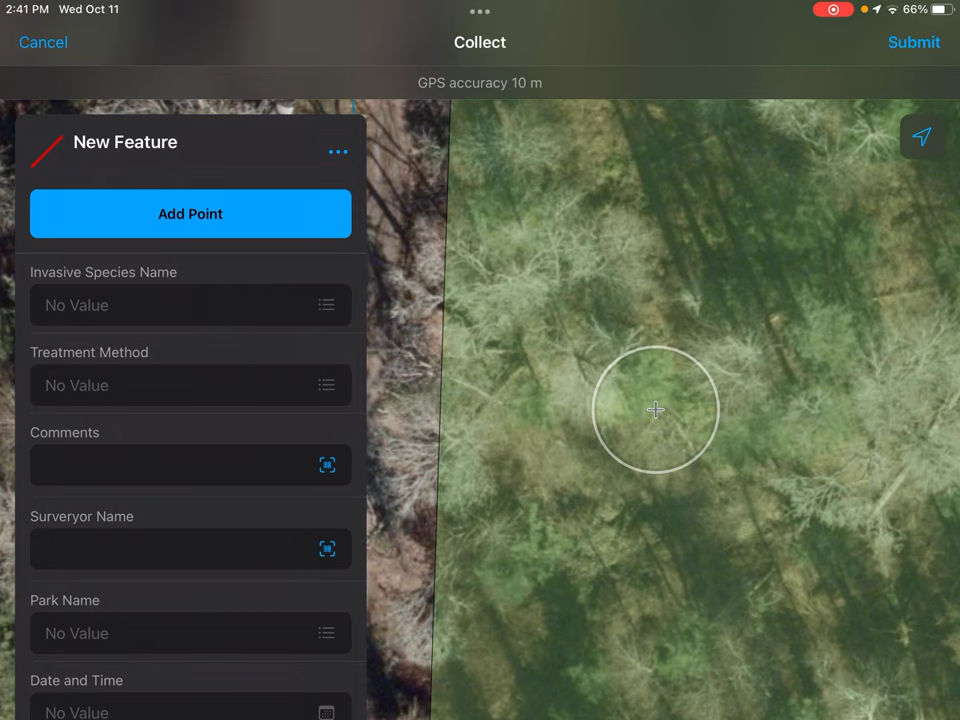 2:41 PM Wed Oct 11
66%
Cancel
Collect
Submit
GPS accuracy 10 m
New Feature
Add Point
Invasive Species Name
No Value
Treatment Method
No Value
Comments
Surveryor Name
Park Name
No Value
Date and Time
No Value